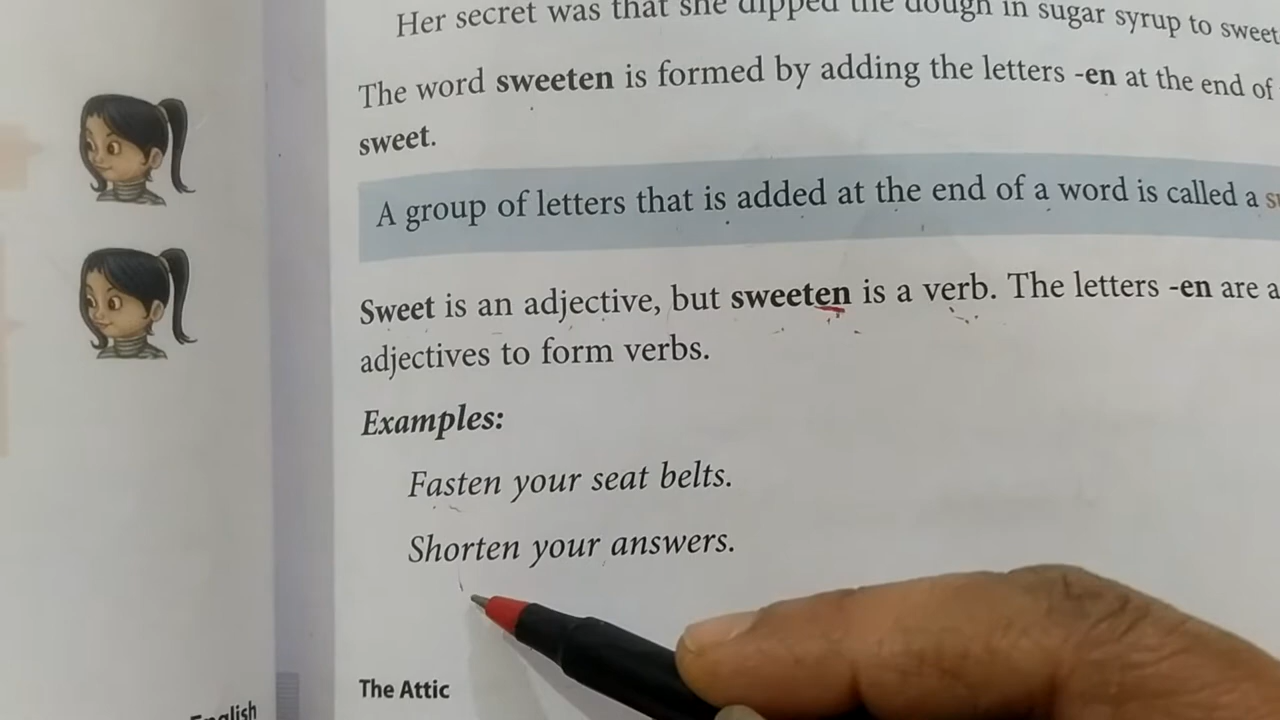 Her secret was that she dipped the dough in sugar syrup to sweet
The word sweeten is formed by adding the letters -en at the end of
sweet.
A group of letters that is added at the end of a word is called a
Sweet is an adjective, but sweeten is a verb. The letters -en are a
adjectives to form verbs.
Examples:
Fasten your seat belts.
Shorten your answers.
The Attic
English